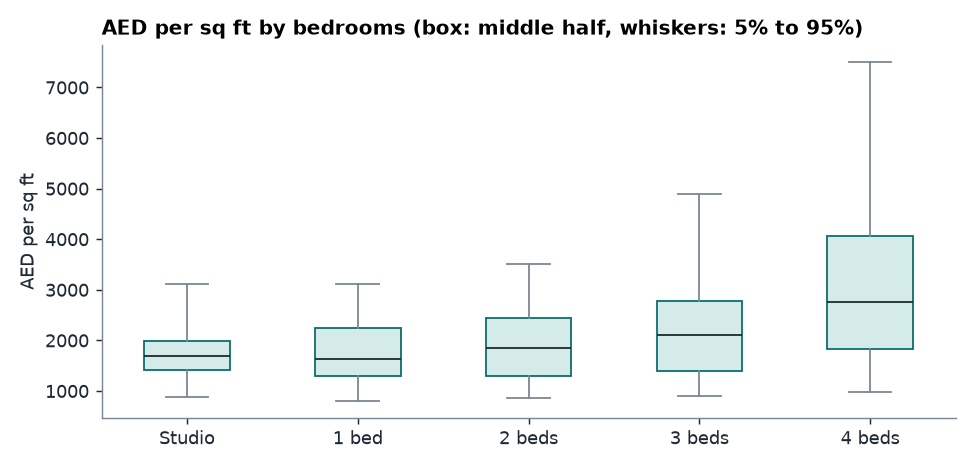 AED per sq ft by bedrooms (box: middle half, whiskers: 5% to 95%)
AED per sq ft
7000
6000
5000
4000
3000
2000
1000
Studio
1 bed
2 beds
3 beds
4 beds